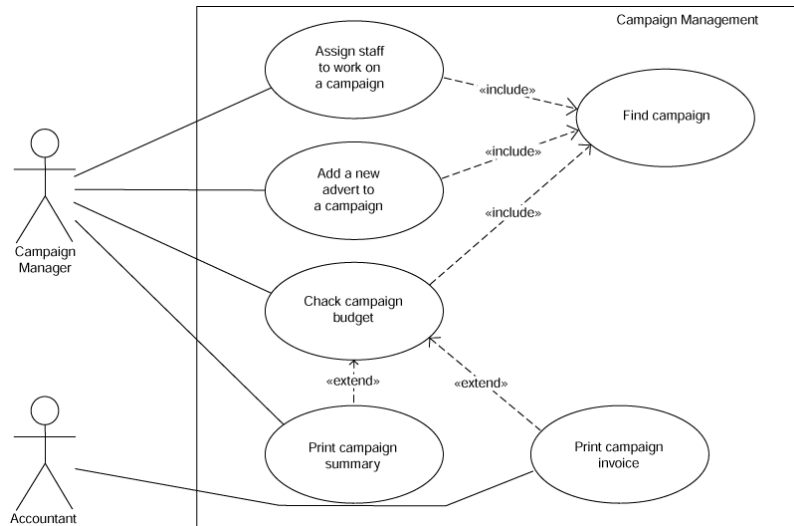 Campaign Management
Assign staff
to work on
a campaign
«include»
Find campaign
«include»
Add a new
advert to
a campaign
«include»
Campaign
Manager
Chack campaign
budget
«extend»
«extend»
Print campaign
summary
Print campaign
invoice
Accountant